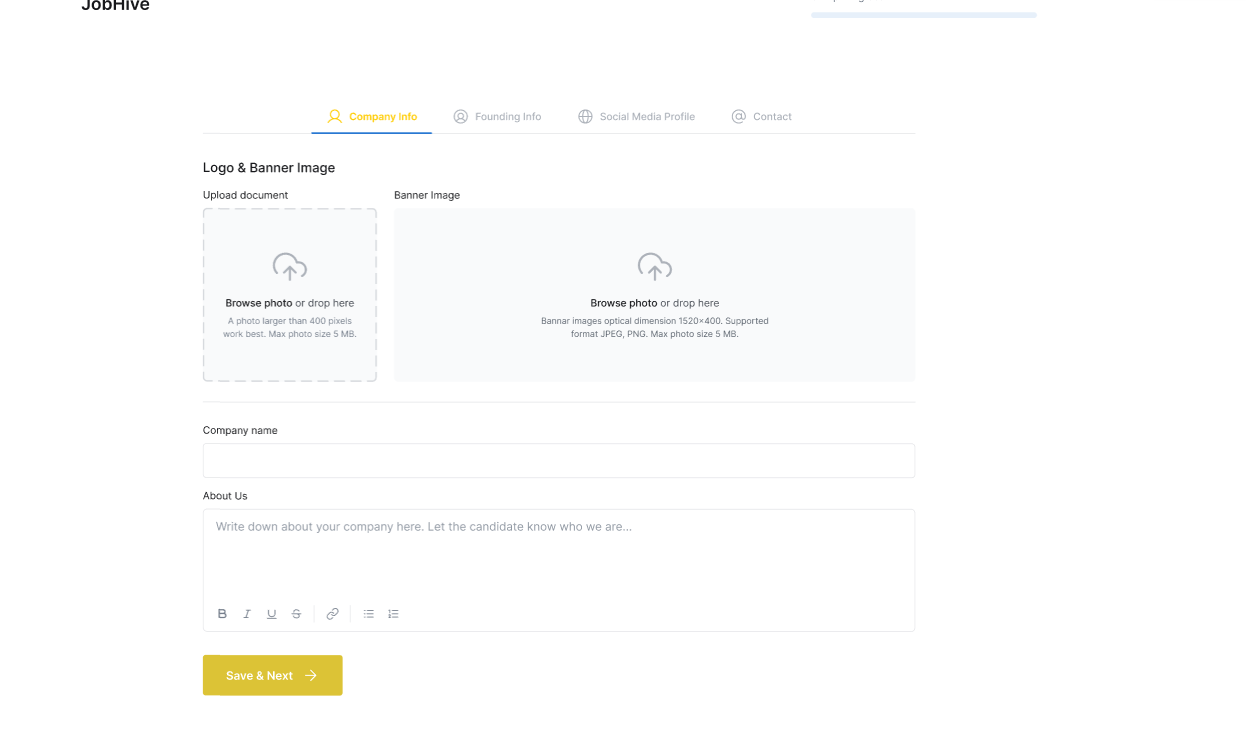 JobHive
Company Info Founding Info Social Media Profile Contact
Logo & Banner Image
Upload document Banner Image
Browse photo or drop here
A photo larger than 400 pixels
work best. Max photo size 5 MB.
Browse photo or drop here
Bannar images optical dimension 1520×400. Supported
format JPEG, PNG. Max photo size 5 MB.
Company name
About Us
Write down about your company here. Let the candidate know who we are...
B I U S
Save & Next